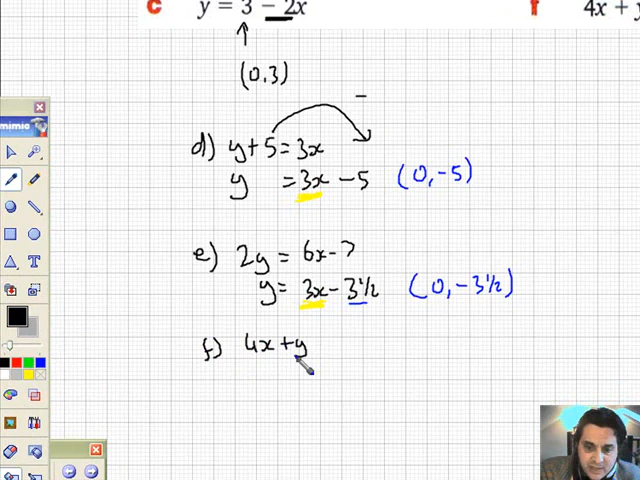 c y = 3 − 2x
f 4x + y
(0,3)
−
d) y + 5 = 3x
y = 3x − 5 (0, −5)
mimio
e) 2y = 6x − 7
y = 3x − 3½ (0, −3½)
f) 4x + y